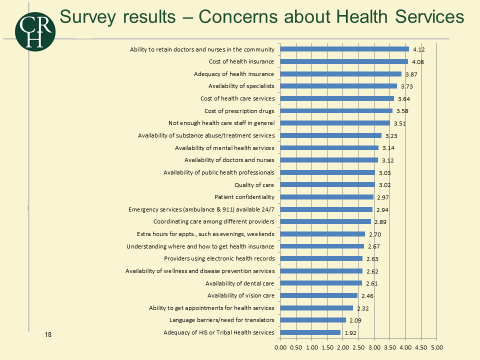 Survey results – Concerns about Health Services
CR
H
Ability to retain doctors and nurses in the community 4.12
Cost of health insurance 4.08
Adequacy of health insurance 3.87
Availability of specialists 3.73
Cost of health care services 3.64
Cost of prescription drugs 3.58
Not enough health care staff in general 3.51
Availability of substance abuse/treatment services 3.23
Availability of mental health services 3.14
Availability of doctors and nurses 3.12
Availability of public health professionals 3.03
Quality of care 3.02
Patient confidentiality 2.97
Emergency services (ambulance & 911) available 24/7 2.94
Coordinating care among different providers 2.89
Extra hours for appts., such as evenings, weekends 2.70
Understanding where and how to get health insurance 2.67
Providers using electronic health records 2.63
Availability of wellness and disease prevention services 2.62
Availability of dental care 2.61
Availability of vision care 2.46
Ability to get appointments for health services 2.32
Language barriers/need for translators 2.09
Adequacy of HIS or Tribal Health services 1.92
0.00 0.50 1.00 1.50 2.00 2.50 3.00 3.50 4.00 4.50 5.00
18